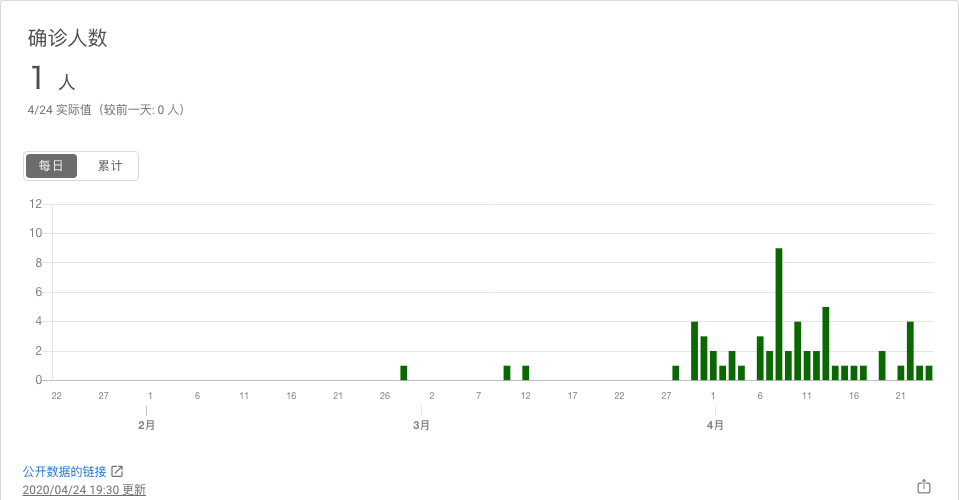 确诊人数
1 人
4/24 实际值（较前一天: 0 人）
每日 累计
12
10
8
6
4
2
0
22 27 1 6 11 16 21 26 2 7 12 17 22 27 1 6 11 16 21
2月 3月 4月
公开数据的链接
2020/04/24 19:30 更新